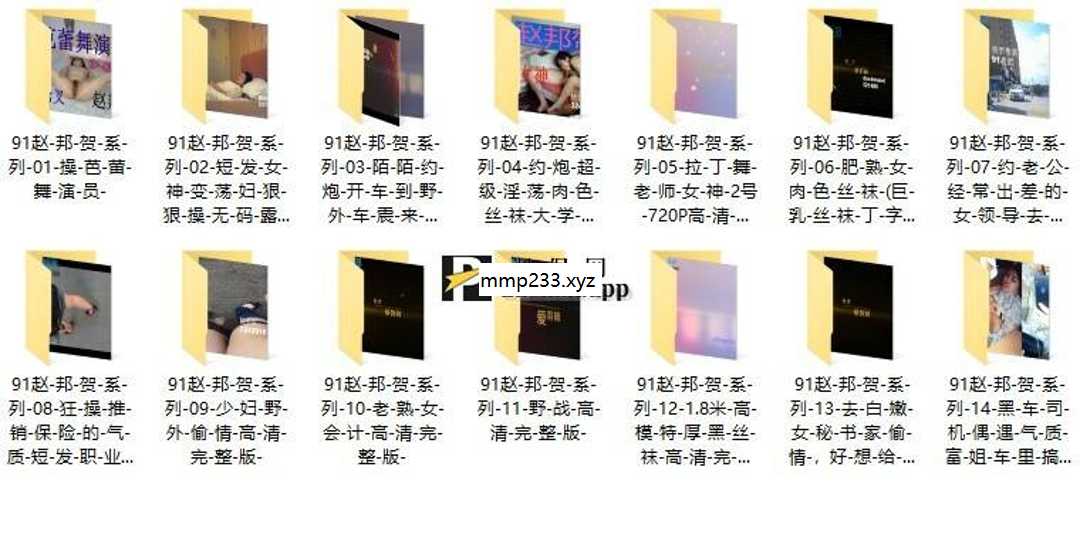 91赵-邦-贺-系-
列-01-操-芭-蕾-
舞-演-员-
91赵-邦-贺-系-
列-02-短-发-女-
神-变-荡-妇-狠-
狠-操-无-码-露...
91赵-邦-贺-系-
列-03-陌-陌-约-
炮-开-车-到-野-
外-车-震-来-...
91赵-邦-贺-系-
列-04-约-炮-超-
级-淫-荡-肉-色-
丝-袜-大-学-...
91赵-邦-贺-系-
列-05-拉-丁-舞-
老-师-女-神-2号
-720P高-清-...
91赵-邦-贺-系-
列-06-肥-熟-女-
肉-色-丝-袜-(巨-
乳-丝-袜-丁-字...
91赵-邦-贺-系-
列-07-约-老-公-
经-常-出-差-的-
女-领-导-去-...
mmp233.xyz
91赵-邦-贺-系-
列-08-狂-操-推-
销-保-险-的-气-
质-短-发-职-业...
91赵-邦-贺-系-
列-09-少-妇-野-
外-偷-情-高-清-
完-整-版-
91赵-邦-贺-系-
列-10-老-熟-女-
会-计-高-清-完-
整-版-
91赵-邦-贺-系-
列-11-野-战-高-
清-完-整-版-
91赵-邦-贺-系-
列-12-1.8米-高-
模-特-厚-黑-丝-
袜-高-清-完-...
91赵-邦-贺-系-
列-13-去-白-嫩-
女-秘-书-家-偷-
情-，好-想-给-...
91赵-邦-贺-系-
列-14-黑-车-司-
机-偶-遇-气-质-
富-姐-车-里-搞...